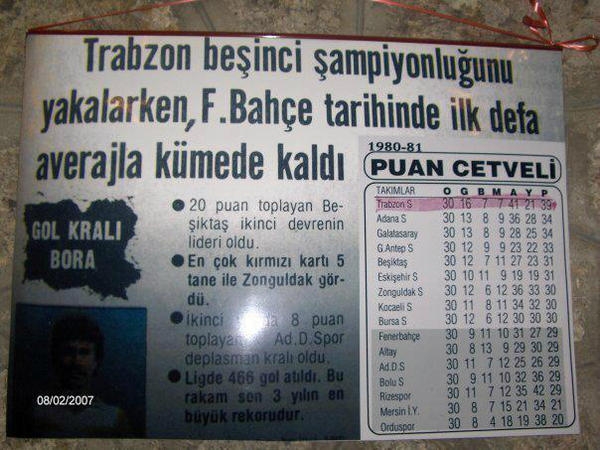 Trabzon beşinci şampiyonluğunu
yakalarken, F.Bahçe tarihinde ilk defa
averajla kümede kaldı
GOL KRALI
BORA
● 20 puan toplayan Be-
şiktaş ikinci devrenin
lideri oldu.
● En çok kırmızı kartı 5
tane ile Zonguldak gör-
dü.
● İkinci 8 puan
toplayan Ad.D.Spor
deplasman kralı oldu.
● Ligde 466 gol atıldı. Bu
rakam son 3 yılın en
büyük rekorudur.
1980-81
PUAN CETVELİ
TAKIMLAR O G B M A Y P
Trabzon S 30 16 7 7 41 21 39
Adana S 30 13 8 9 36 28 34
Galatasaray 30 13 8 9 28 25 34
G.Antep S 30 12 9 9 23 22 33
Beşiktaş 30 12 7 11 27 23 31
Eskişehir S 30 10 11 9 19 19 31
Zonguldak S 30 12 6 12 36 33 30
Kocaeli S 30 11 8 11 34 32 30
Bursa S 30 12 6 12 30 30 30
Fenerbahçe 30 9 11 10 31 27 29
Altay 30 8 13 9 29 30 29
Ad.D.S 30 11 7 12 25 26 29
Bolu S 30 9 11 10 32 36 29
Rizespor 30 11 7 12 35 42 29
Mersin İ.Y. 30 8 7 15 21 34
Orduspor 30 8 4 18 19 38 20
08/02/2007